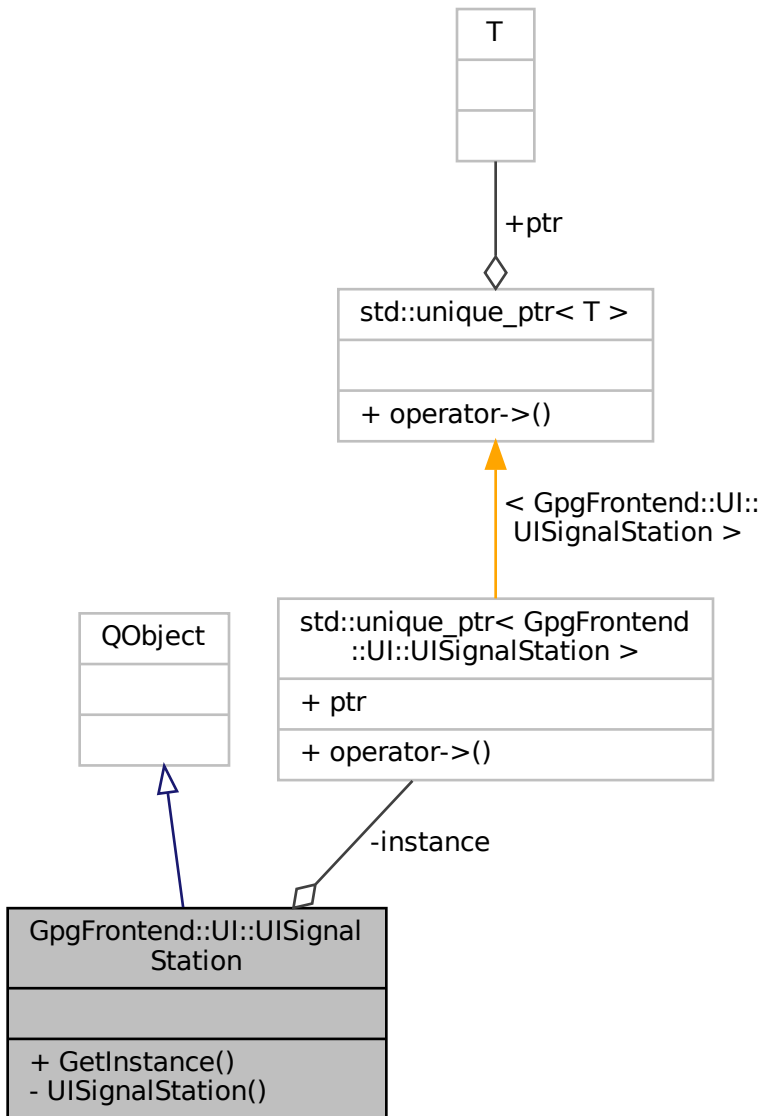 T
+ptr
std::unique_ptr< T >
+ operator->()
< GpgFrontend::UI::
UISignalStation >
QObject
std::unique_ptr< GpgFrontend
::UI::UISignalStation >
+ ptr
+ operator->()
-instance
GpgFrontend::UI::UISignal
Station
+ GetInstance()
- UISignalStation()